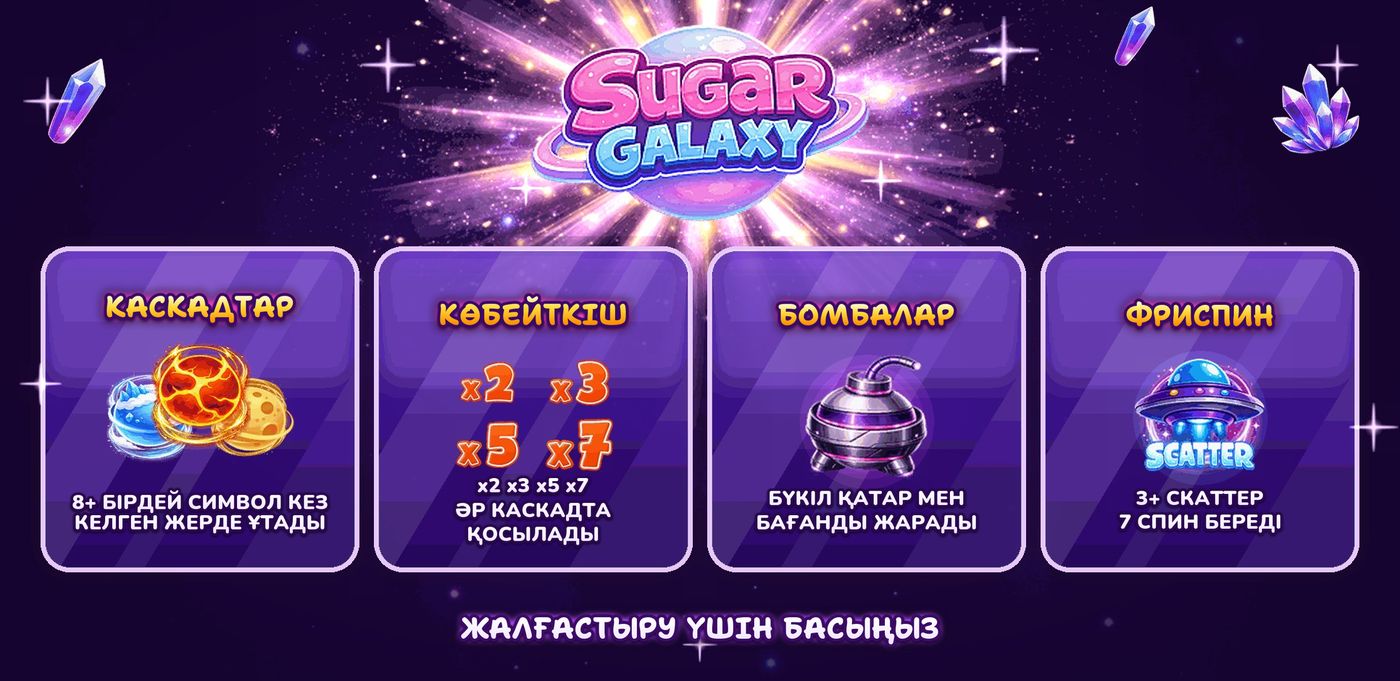 SUGAR
GALAXY
КАСКАДТАР
8+ БІРДЕЙ СИМВОЛ КЕЗ
КЕЛГЕН ЖЕРДЕ ҰТАДЫ
КӨБЕЙТКІШ
x2 x3
x5 x7
x2 x3 x5 x7
ӘР КАСКАДТА
ҚОСЫЛАДЫ
БОМБАЛАР
БҮКІЛ ҚАТАР МЕН
БАҒАНДЫ ЖАРАДЫ
ФРИСПИН
SCATTER
3+ СКАТТЕР
7 СПИН БЕРЕДІ
ЖАЛҒАСТЫРУ ҮШІН БАСЫҢЫЗ